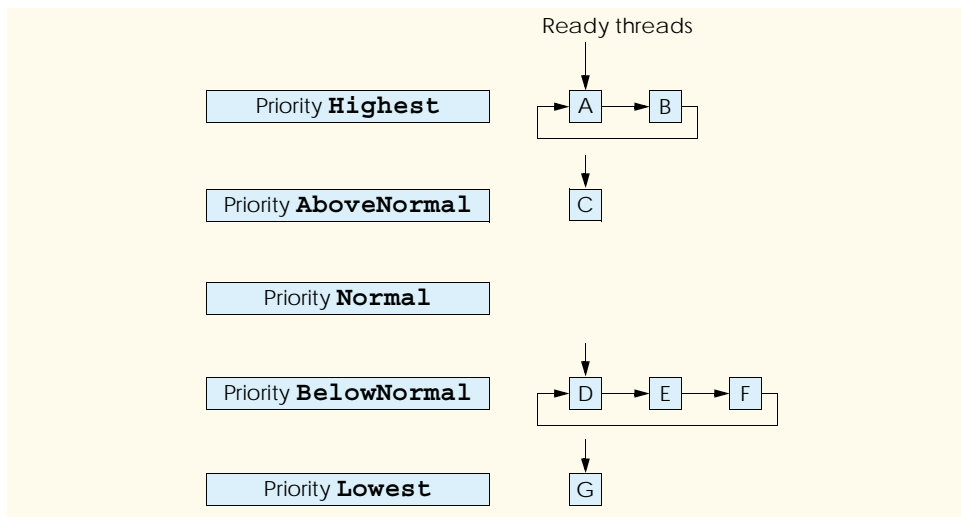 Ready threads
Priority Highest
A
B
Priority AboveNormal
C
Priority Normal
Priority BelowNormal
D
E
F
Priority Lowest
G